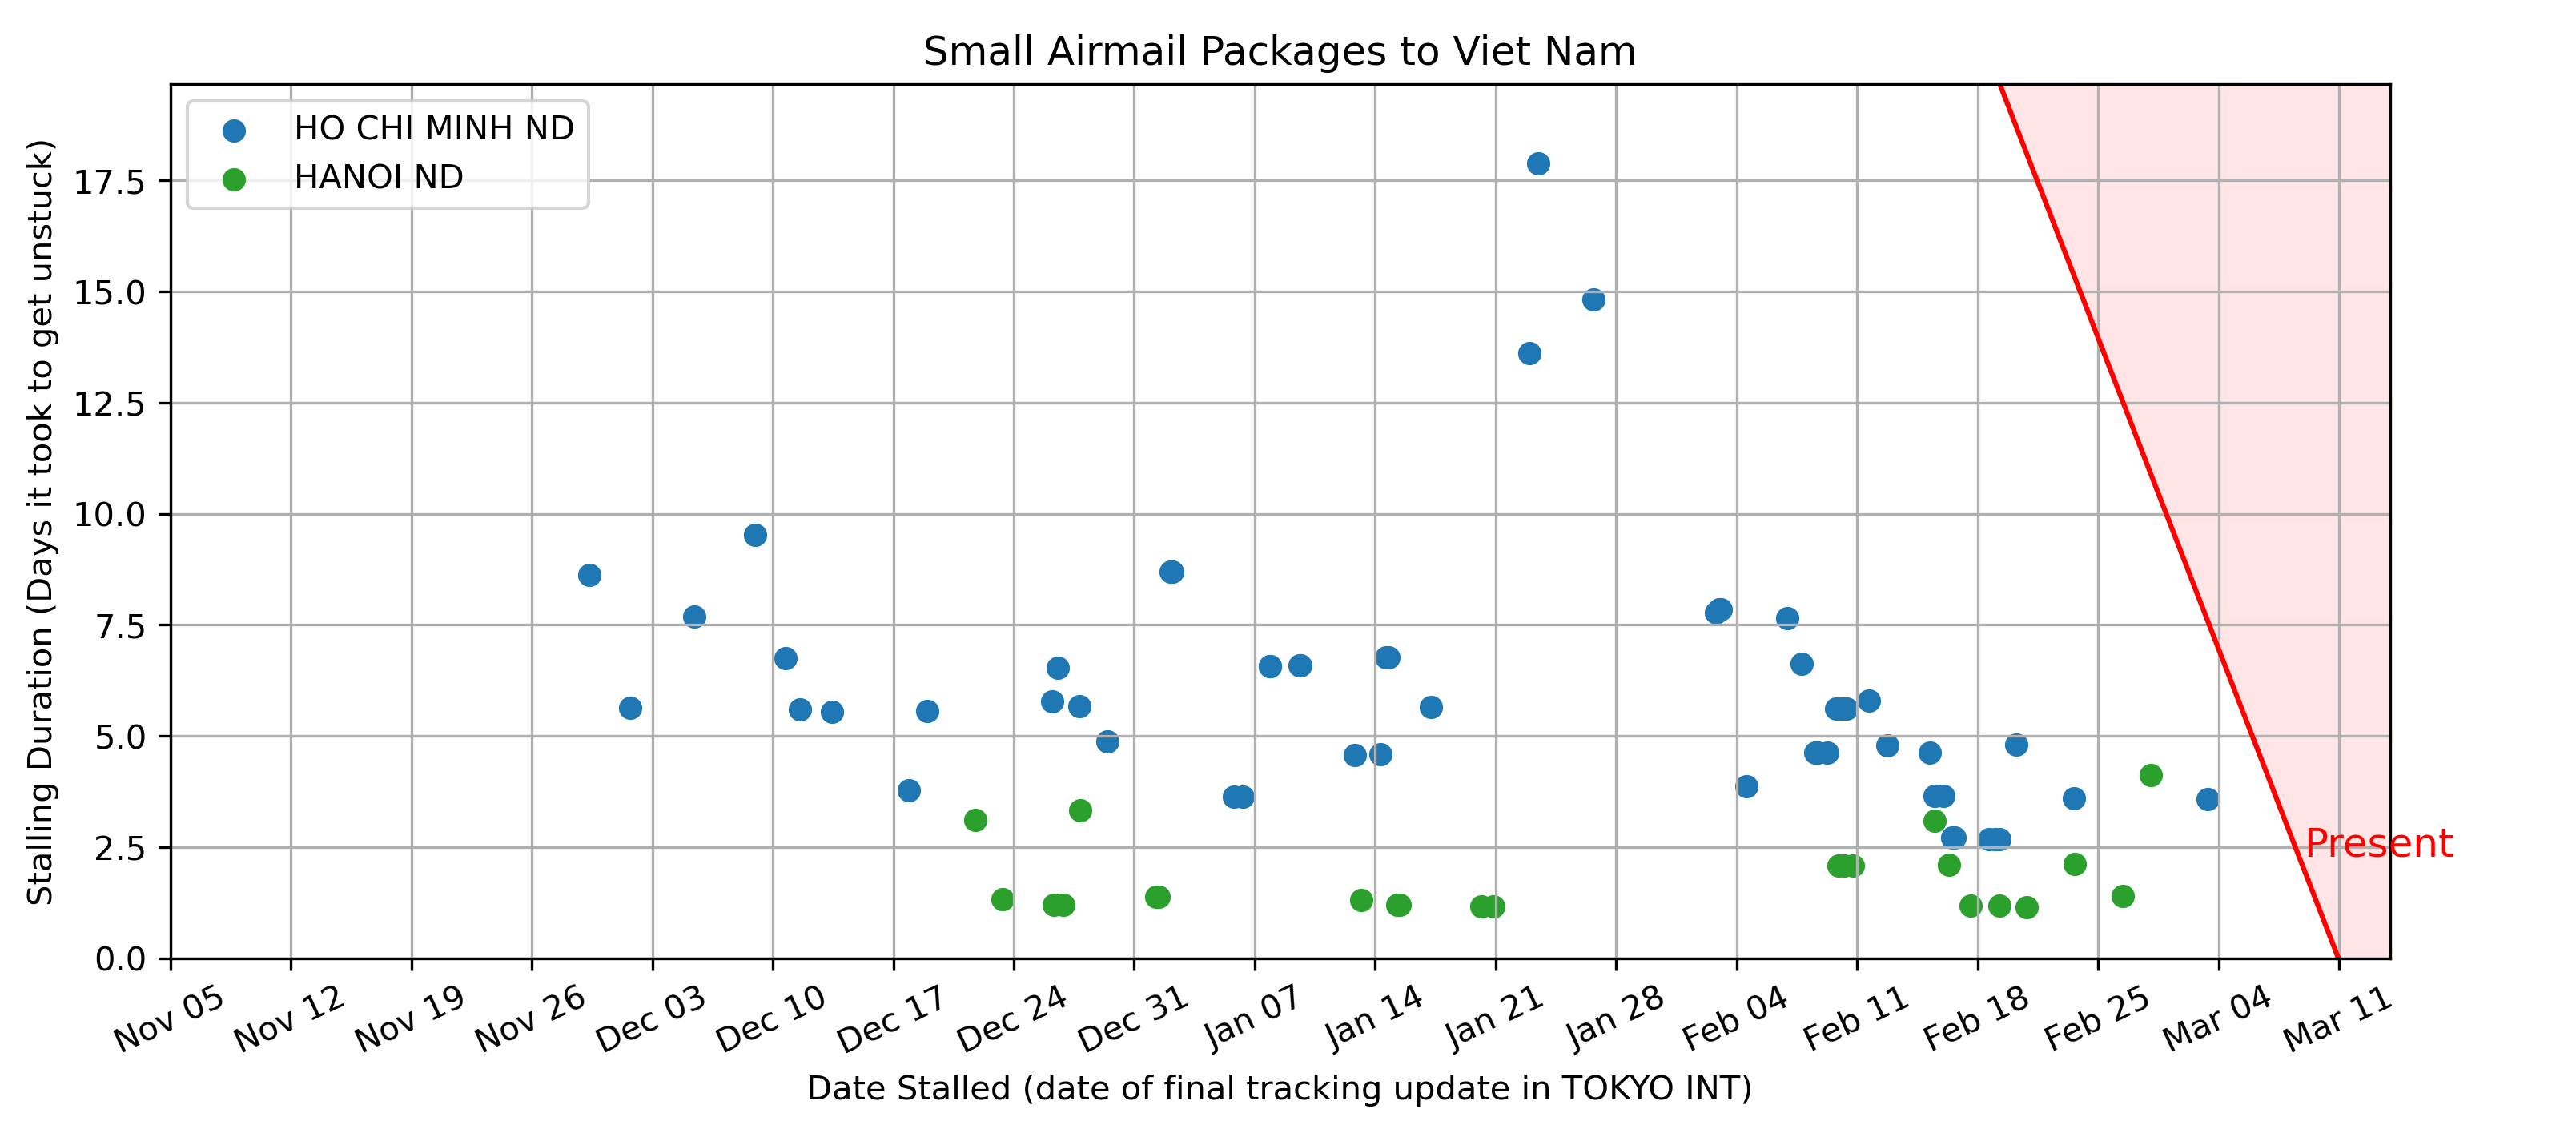 Small Airmail Packages to Viet Nam
HO CHI MINH ND
HANOI ND
Stalling Duration (Days it took to get unstuck)
17.5
15.0
12.5
10.0
7.5
5.0
2.5
0.0
Present
Nov 05
Nov 12
Nov 19
Nov 26
Dec 03
Dec 10
Dec 17
Dec 24
Dec 31
Jan 07
Jan 14
Jan 21
Jan 28
Feb 04
Feb 11
Feb 18
Feb 25
Mar 04
Mar 11
Date Stalled (date of final tracking update in TOKYO INT)